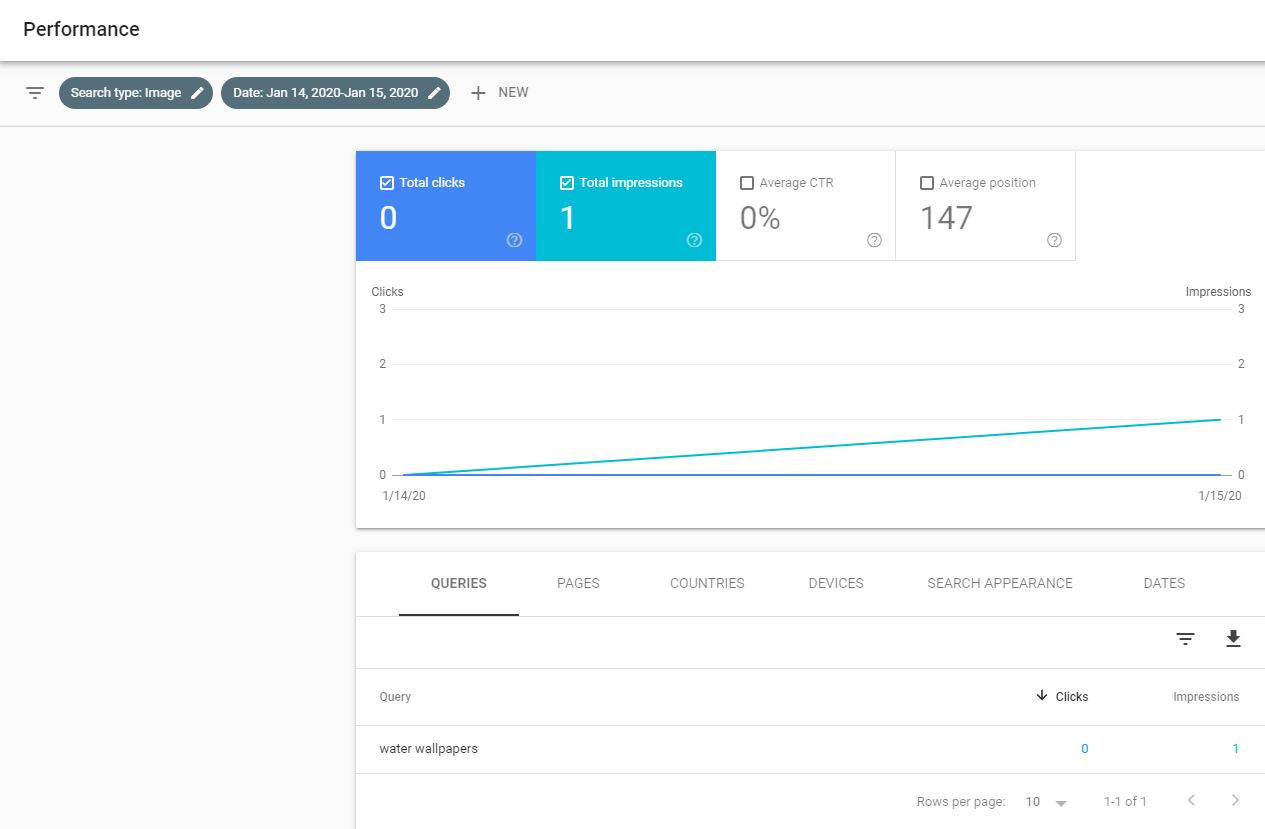 Performance
Search type: Image Date: Jan 14, 2020-Jan 15, 2020 + NEW
Total clicks Total impressions Average CTR Average position
0 1 0% 147
Clicks Impressions
3 3
2 2
1 1
0 0
1/14/20 1/15/20
QUERIES PAGES COUNTRIES DEVICES SEARCH APPEARANCE DATES
Query Clicks Impressions
water wallpapers 0 1
Rows per page: 10 1-1 of 1